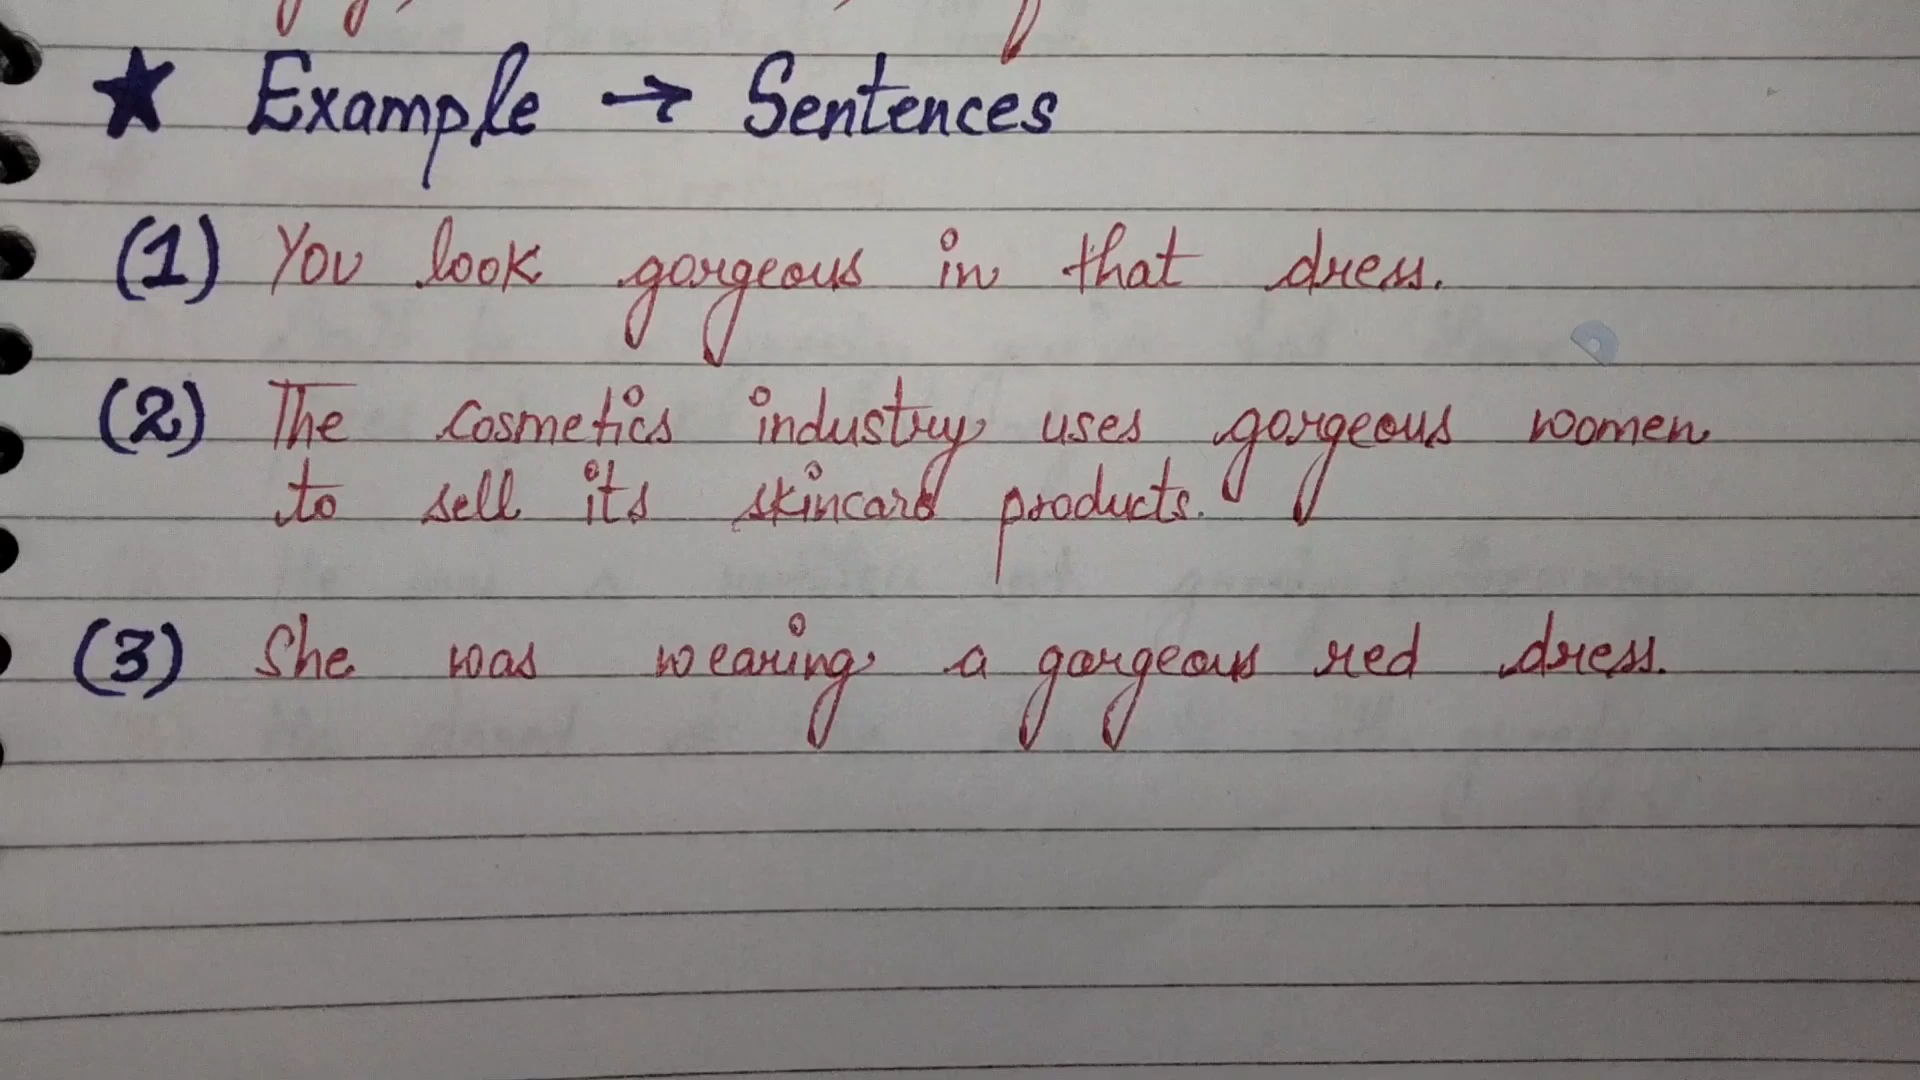 ★ Example → Sentences
(1) You look gorgeous in that dress.
(2) The cosmetics industry uses gorgeous women
to sell its skincare products.
(3) She was wearing a gorgeous red dress.